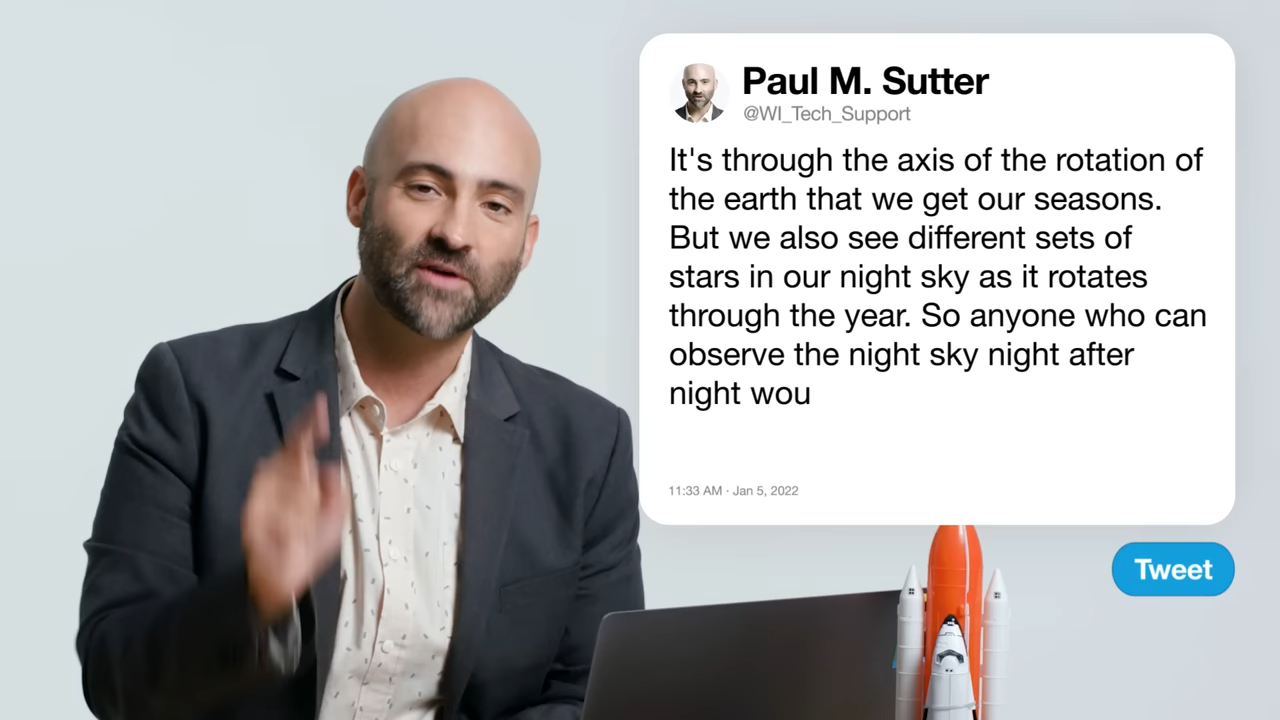 Paul M. Sutter
@WI_Tech_Support
It's through the axis of the rotation of
the earth that we get our seasons.
But we also see different sets of
stars in our night sky as it rotates
through the year. So anyone who can
observe the night sky night after
night wou
11:33 AM · Jan 5, 2022
Tweet